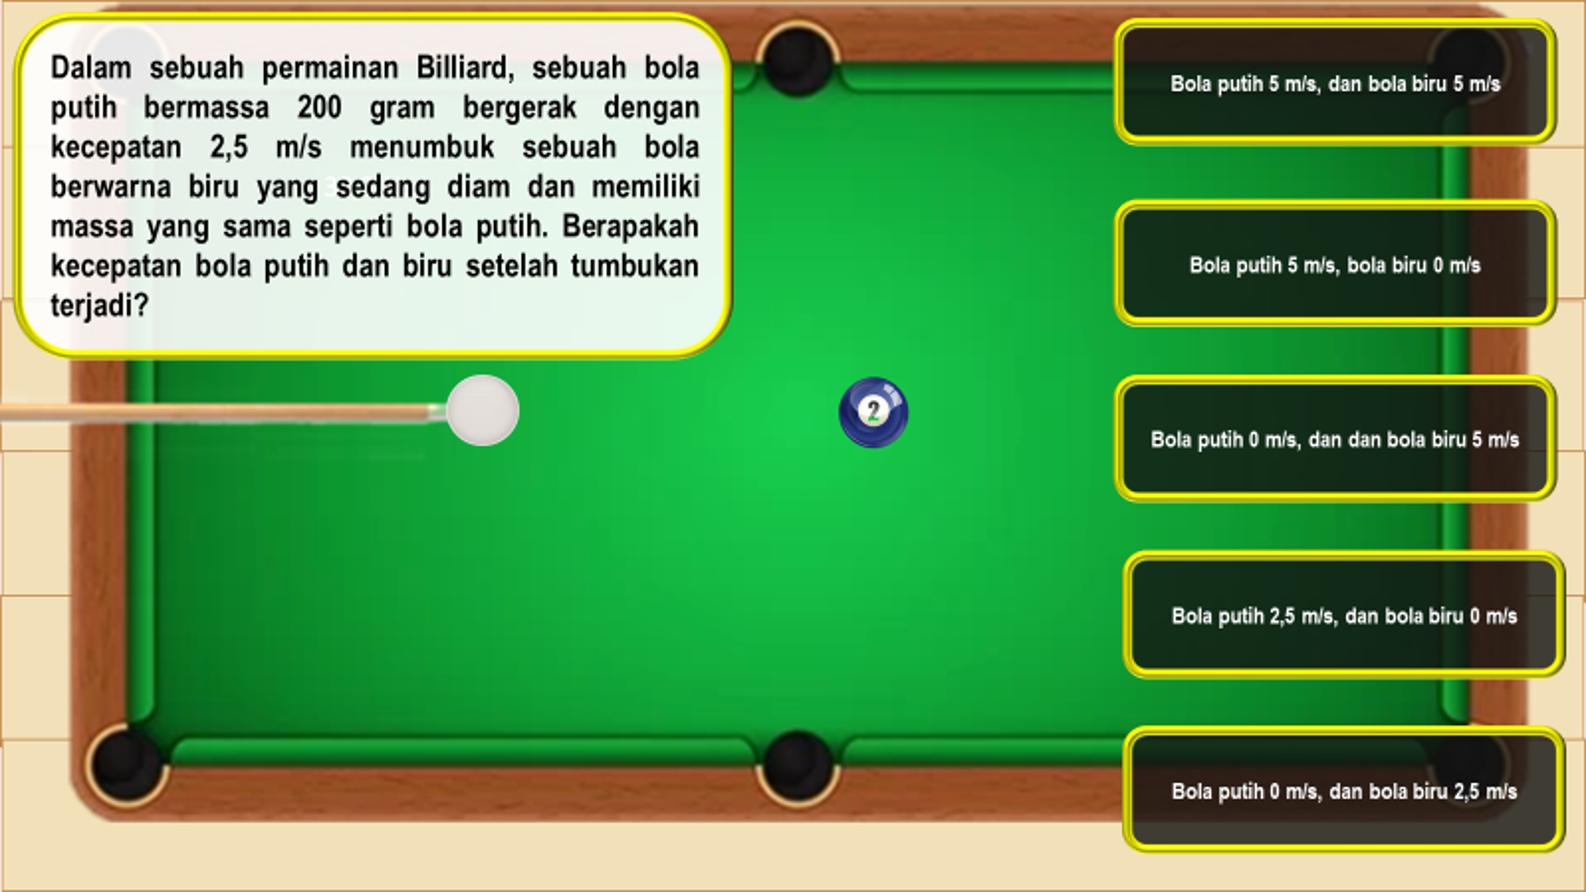 Dalam sebuah permainan Billiard, sebuah bola
putih bermassa 200 gram bergerak dengan
kecepatan 2,5 m/s menumbuk sebuah bola
berwarna biru yang sedang diam dan memiliki
massa yang sama seperti bola putih. Berapakah
kecepatan bola putih dan biru setelah tumbukan
terjadi?
Bola putih 5 m/s, dan bola biru 5 m/s
Bola putih 5 m/s, bola biru 0 m/s
Bola putih 0 m/s, dan dan bola biru 5 m/s
Bola putih 2,5 m/s, dan bola biru 0 m/s
Bola putih 0 m/s, dan bola biru 2,5 m/s
2